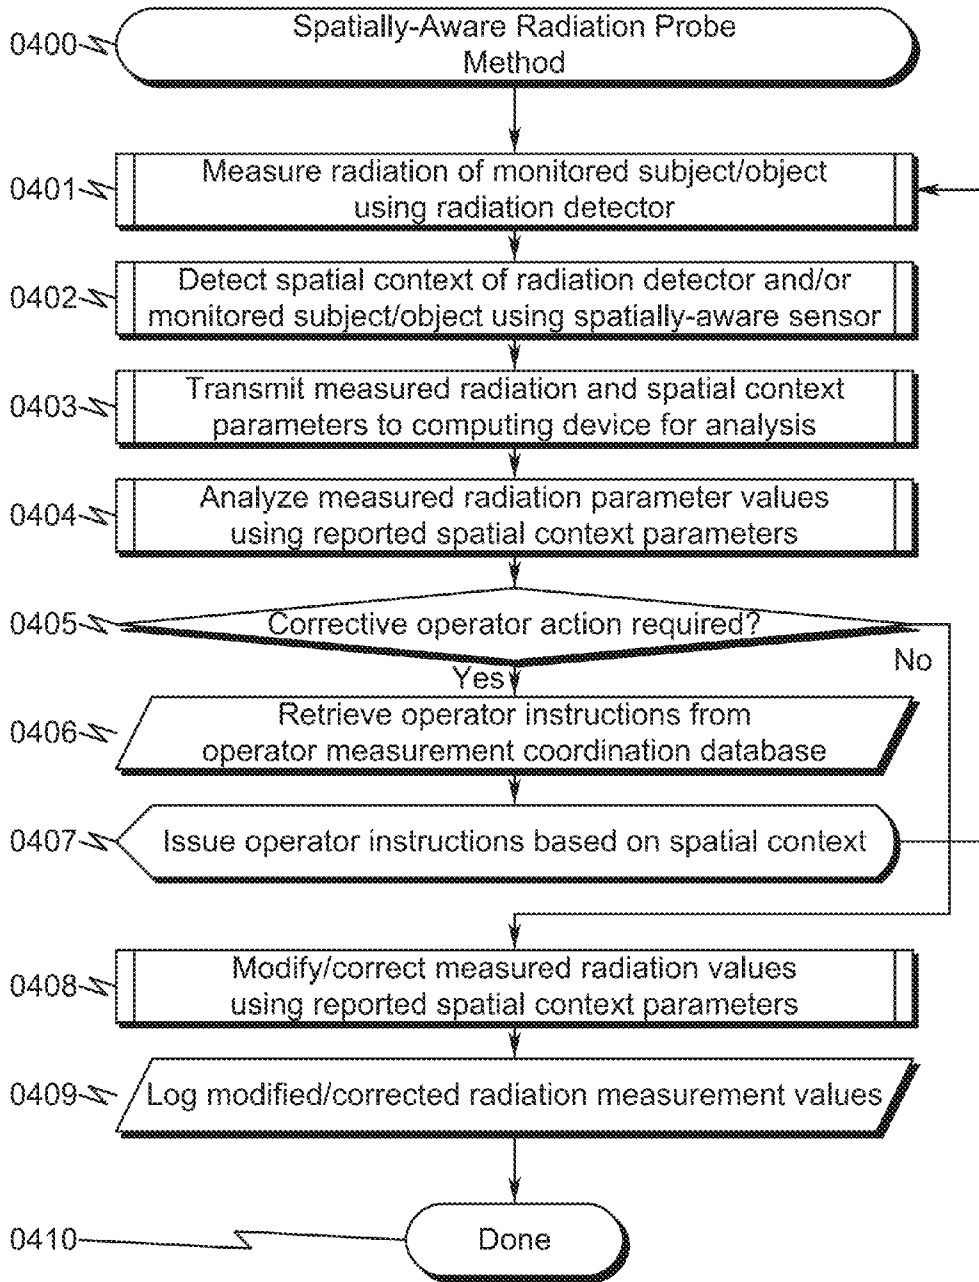 0400
Spatially-Aware Radiation Probe
Method
0401
Measure radiation of monitored subject/object
using radiation detector
0402
Detect spatial context of radiation detector and/or
monitored subject/object using spatially-aware sensor
0403
Transmit measured radiation and spatial context
parameters to computing device for analysis
0404
Analyze measured radiation parameter values
using reported spatial context parameters
0405
Corrective operator action required?
No
Yes
0406
Retrieve operator instructions from
operator measurement coordination database
0407
Issue operator instructions based on spatial context
0408
Modify/correct measured radiation values
using reported spatial context parameters
0409
Log modified/corrected radiation measurement values
0410
Done